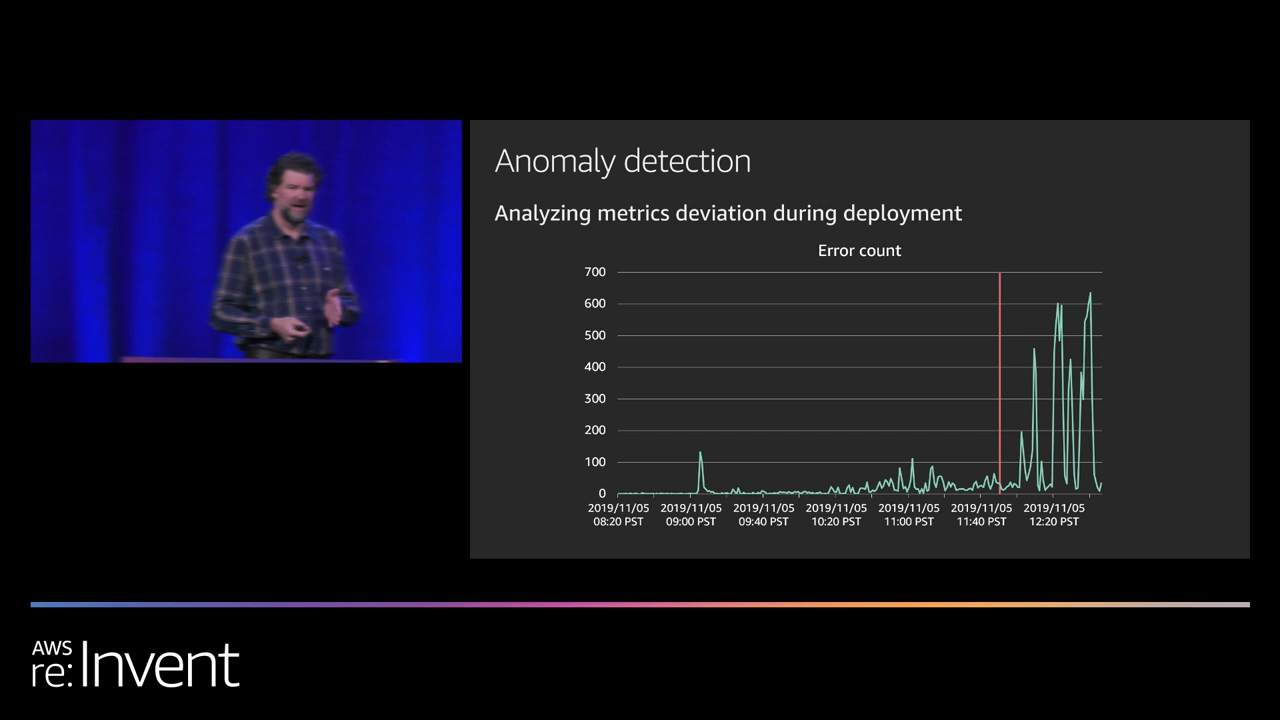 Anomaly detection
Analyzing metrics deviation during deployment
Error count
700
600
500
400
300
200
100
0
2019/11/05 2019/11/05 2019/11/05 2019/11/05 2019/11/05 2019/11/05 2019/11/05
08:20 PST 09:00 PST 09:40 PST 10:20 PST 11:00 PST 11:40 PST 12:20 PST
AWS
re:Invent